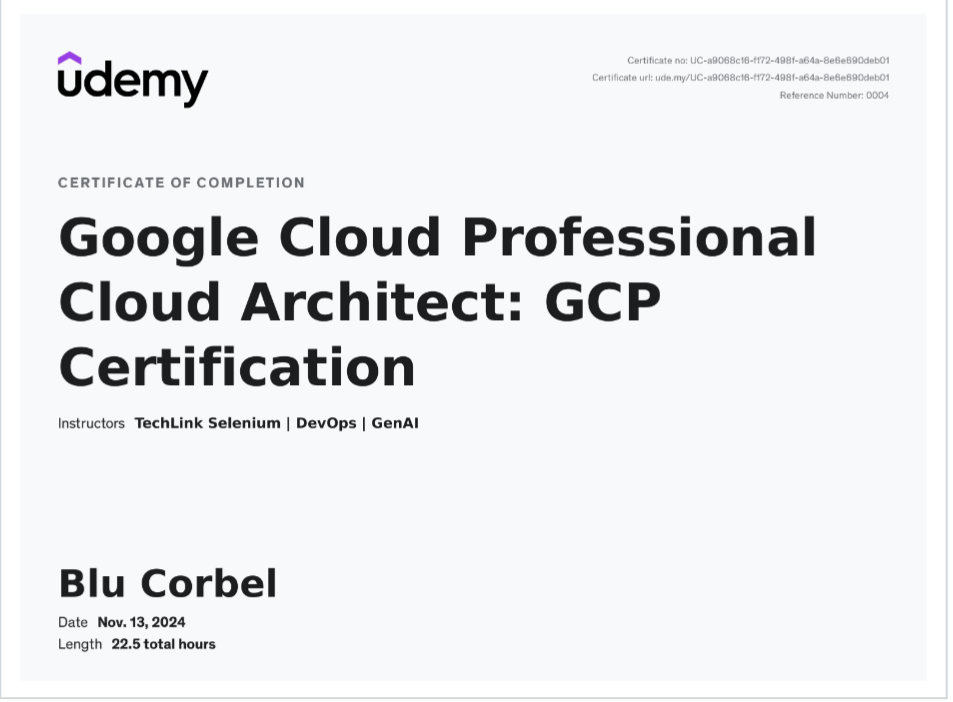 udemy
Certificate no: UC-a9068c16-f172-498f-a64a-8e6e690deb01
Certificate url: ude.my/UC-a9068c16-f172-498f-a64a-8e6e690deb01
Reference Number: 0004
CERTIFICATE OF COMPLETION
Google Cloud Professional
Cloud Architect: GCP
Certification
Instructors TechLink Selenium | DevOps | GenAI
Blu Corbel
Date Nov. 13, 2024
Length 22.5 total hours